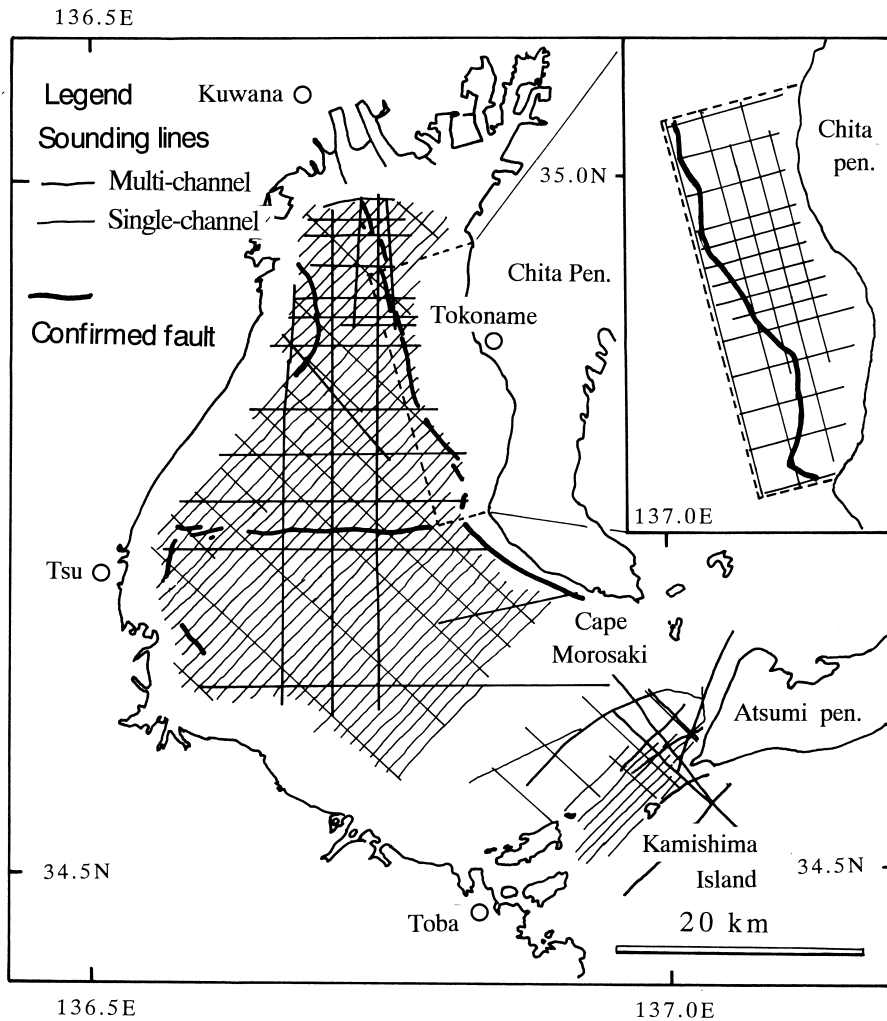 136.5E
Legend
Kuwana
Sounding lines
Multi-channel
Single-channel
Confirmed fault
35.0N
Chita
pen.
Chita Pen.
Tokoname
137.0E
Tsu
Cape
Morosaki
Atsumi pen.
Kamishima
Island
34.5N
34.5N
Toba
20 km
136.5E
137.0E